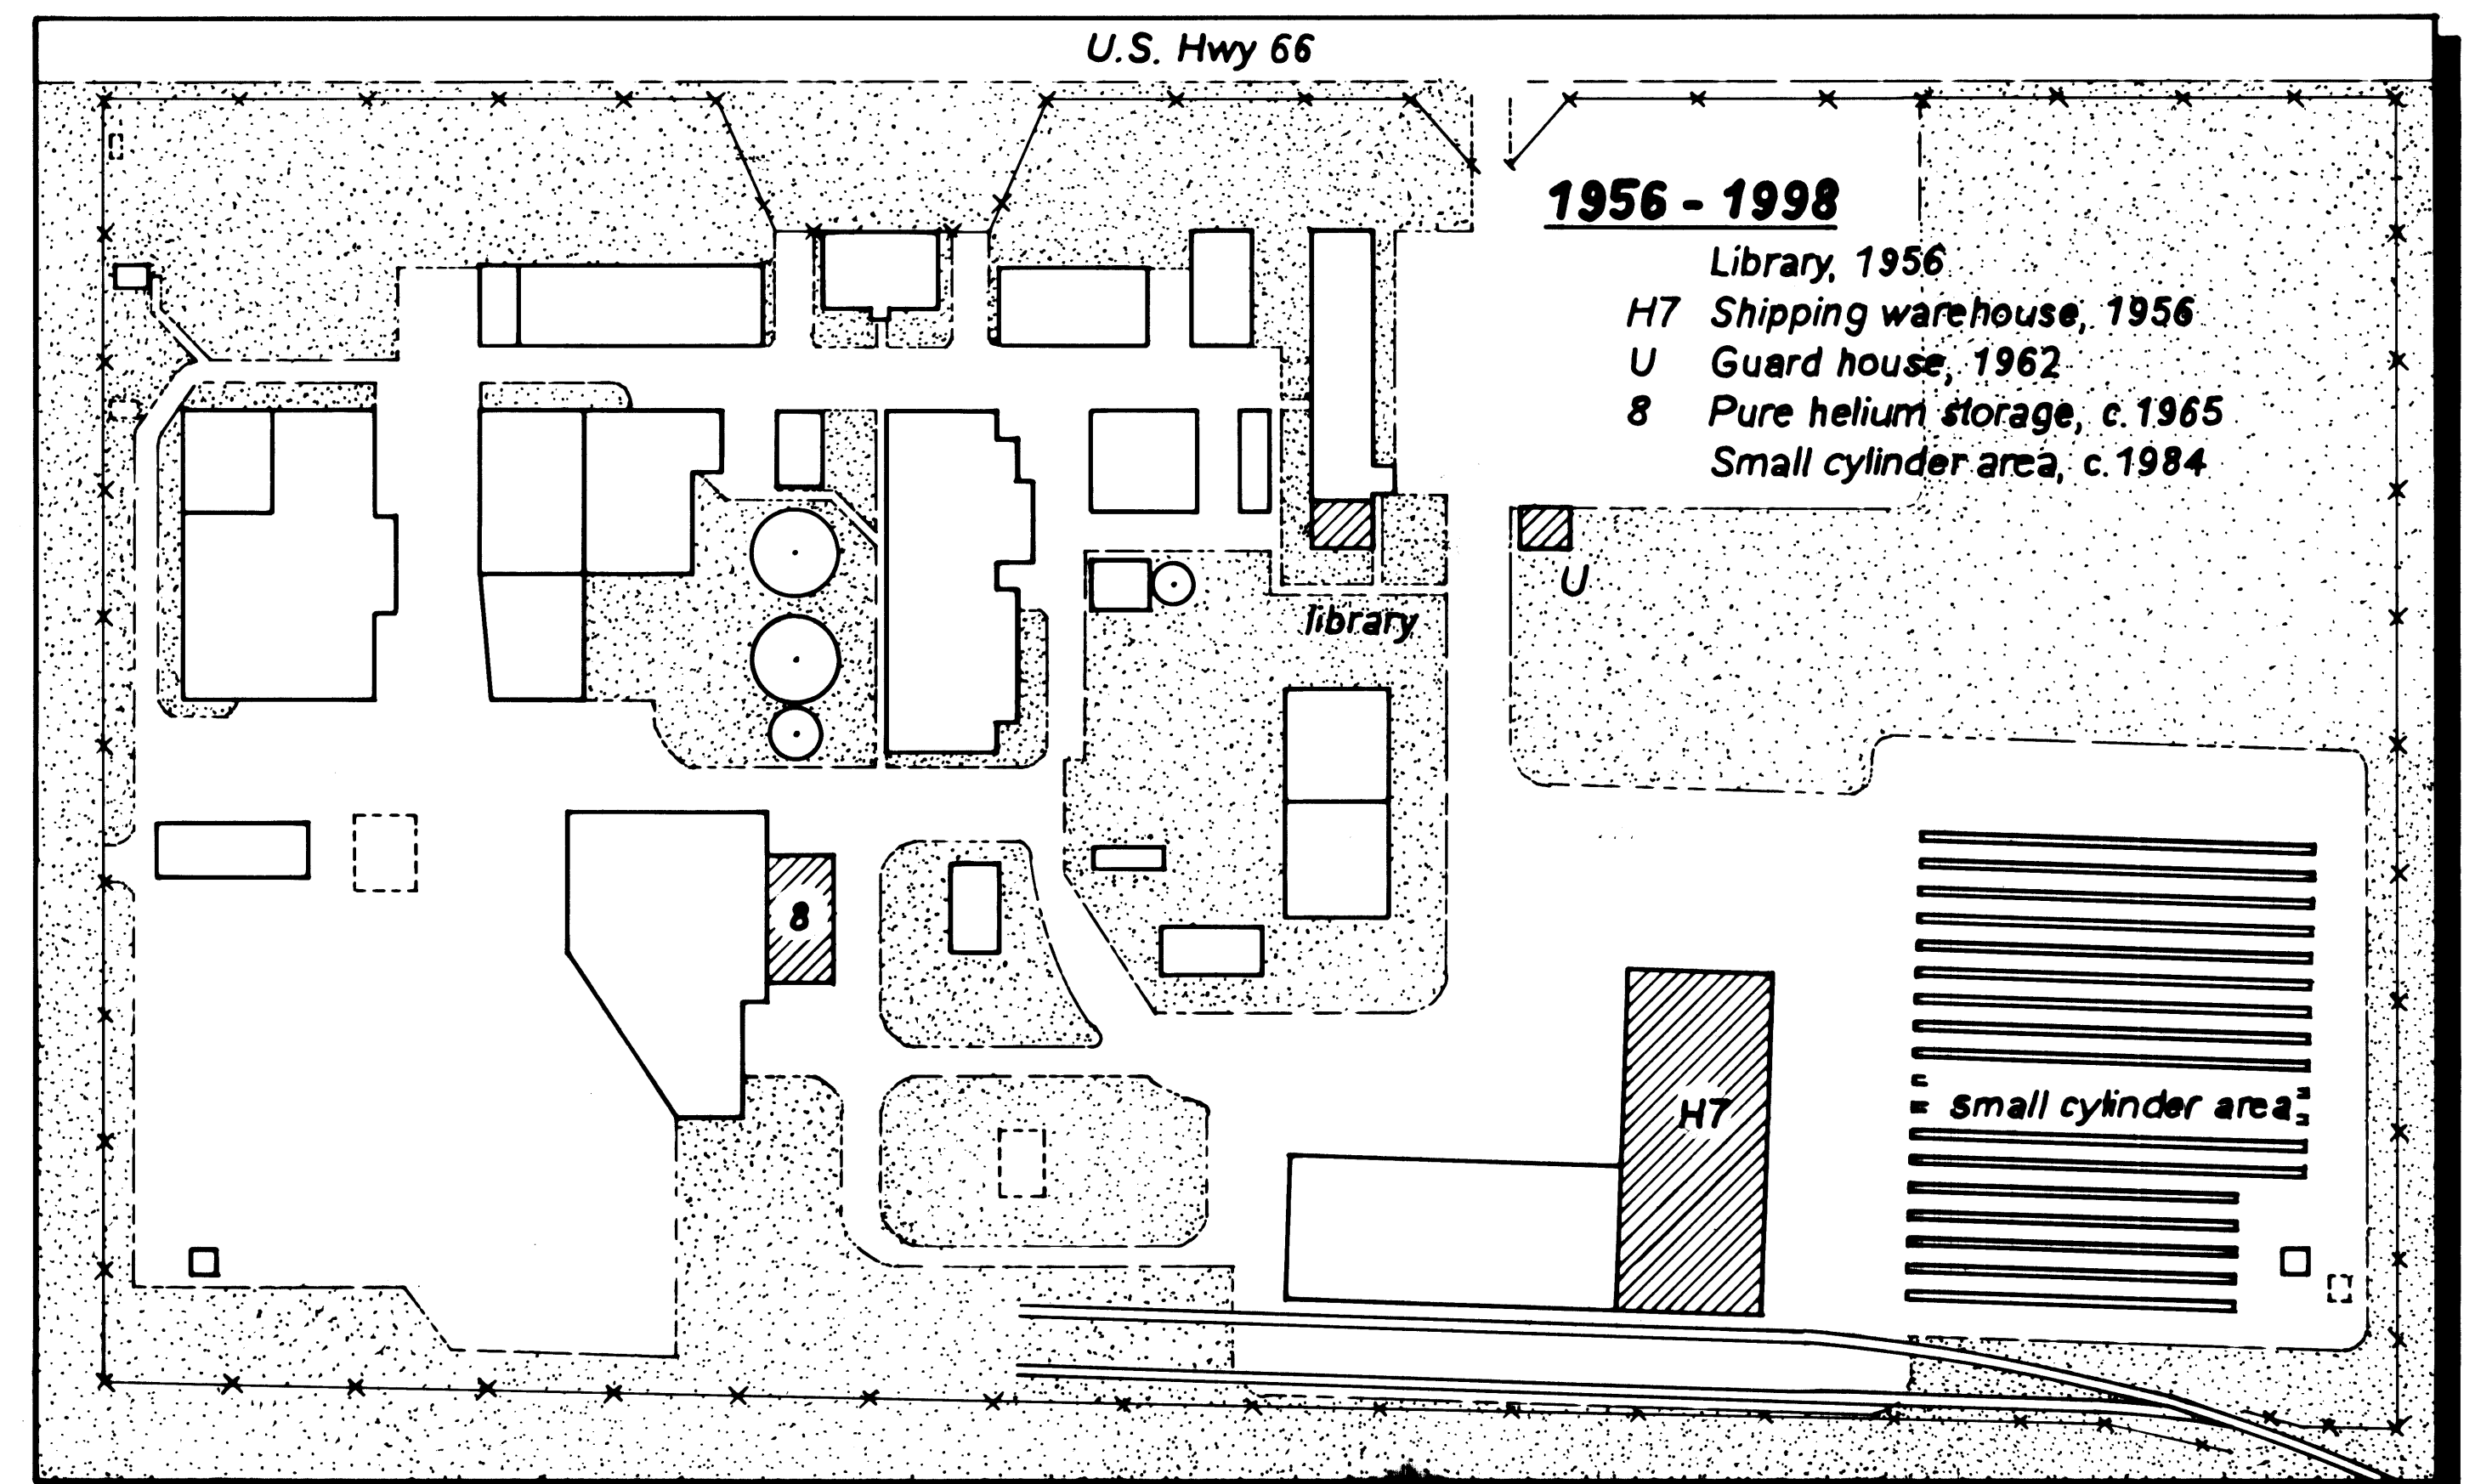 U.S. Hwy 66
1956 - 1998
Library, 1956
H7 Shipping warehouse, 1956
U Guard house, 1962
8 Pure helium storage, c. 1965
Small cylinder area, c. 1984
U
library
8
H7
small cylinder area